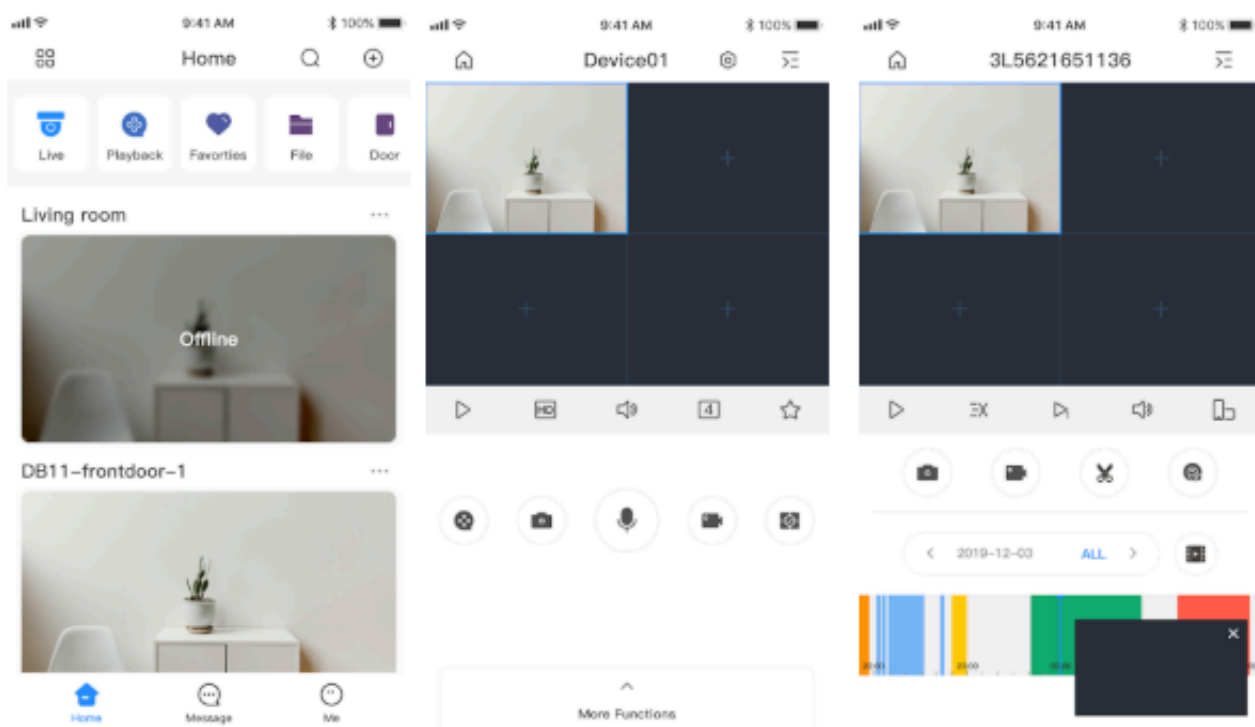 9:41 AM
100%
Home
Live
Playback
Favorties
File
Door
Living room
Offline
DB11-frontdoor-1
Home
Message
Me
9:41 AM
100%
Device01
HD
4
More Functions
9:41 AM
100%
3L5621651136
2019-12-03
ALL